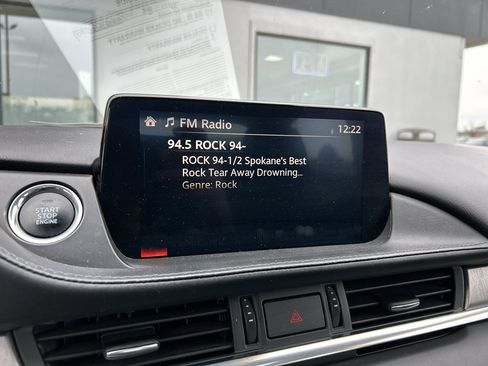 FM Radio
12:22
94.5 ROCK 94-
ROCK 94-1/2 Spokane's Best
Rock Tear Away Drowning...
Genre: Rock
START
STOP
ENGINE